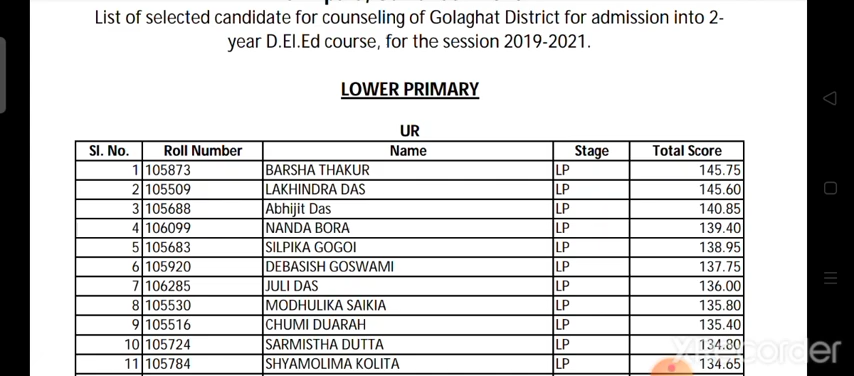 List of selected candidate for counseling of Golaghat District for admission into 2-
year D.El.Ed course, for the session 2019-2021.
LOWER PRIMARY
UR
Sl. No. Roll Number Name Stage Total Score
1 105873 BARSHA THAKUR LP 145.75
2 105509 LAKHINDRA DAS LP 145.60
3 105688 Abhijit Das LP 140.85
4 106099 NANDA BORA LP 139.40
5 105683 SILPIKA GOGOI LP 138.95
6 105920 DEBASISH GOSWAMI LP 137.75
7 106285 JULI DAS LP 136.00
8 105530 MODHULIKA SAIKIA LP 135.80
9 105516 CHUMI DUARAH LP 135.40
10 105724 SARMISTHA DUTTA LP 134.80
11 105784 SHYAMOLIMA KOLITA LP 134.65
XRecorder